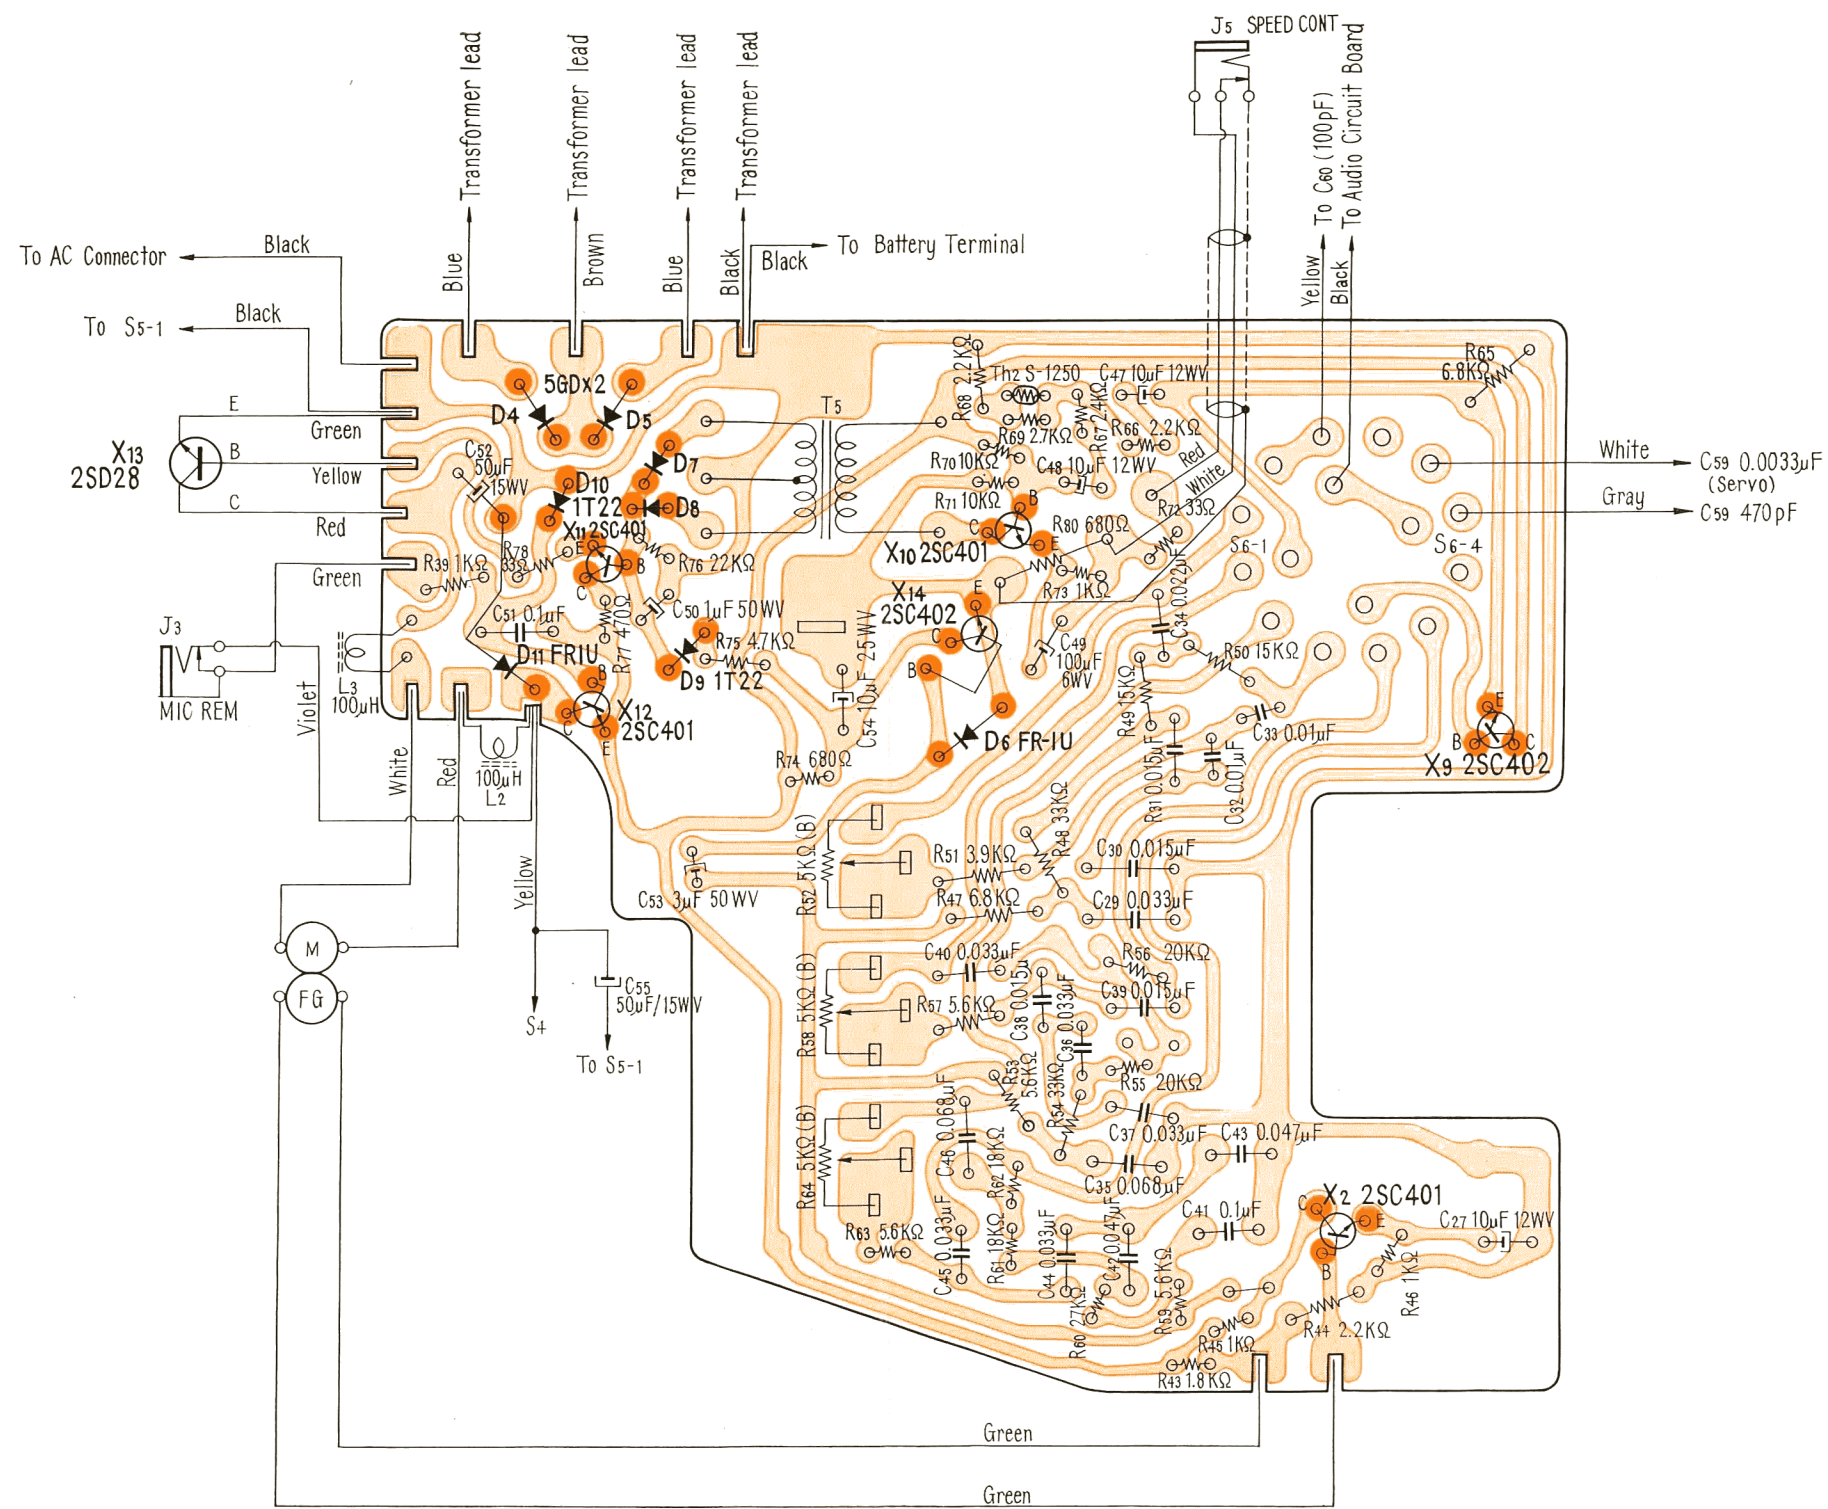 J5 SPEED CONT
Transformer lead
Transformer lead
Transformer lead
Transformer lead
To C60 (100pF)
To Audio Circuit Board
To AC Connector
Black
Blue
Brown
Blue
Black
Black
To Battery Terminal
Yellow
Black
To S5-1
Black
E
Green
X13
2SD28
B
Yellow
C
Red
Green
5GDx2
D4
D5
C52
50µF
15WV
D7
D10
1T22
D8
X11 2SC401
E
B
C
R39 1KΩ
R78
33Ω
R76 22KΩ
T5
R68 2.2KΩ
Th2 S-1250
C47 10µF 12WV
R67 2.4KΩ
R69 2.7KΩ
R66 2.2KΩ
R70 10KΩ
C48 10µF 12WV
R71 10KΩ
Red
White
R72 33Ω
B
C
E
X10 2SC401
R80 680Ω
R73 1KΩ
R65
6.8KΩ
White
C59 0.0033µF
(Servo)
Gray
C59 470pF
S6-1
S6-4
J3
MIC REM
Violet
L3
100µH
C51 0.1µF
R77 470Ω
C50 1µF 50WV
R75 4.7KΩ
D11 FR1U
D9 1T22
B
C
E
X12
2SC401
X14
2SC402
E
C
B
C49
100µF
6WV
C34 0.022µF
R50 15KΩ
R49 15KΩ
C33 0.01µF
C54 10µF 25WV
D6 FR-1U
R74 680Ω
R31 0.015µF
C32 0.01µF
E
B
C
X9 2SC402
White
Red
100µH
L2
Yellow
R52 5KΩ (B)
R51 3.9KΩ
R48 33KΩ
C30 0.015µF
C53 3µF 50WV
R47 6.8KΩ
C29 0.033µF
M
FG
C55
50µF/15WV
S4
To S5-1
R58 5KΩ (B)
C40 0.033µF
R57 5.6KΩ
C38 0.015µ
C36 0.033µF
R56 20KΩ
C39 0.015µF
R53
5.6KΩ
R54 33KΩ
R55 20KΩ
R64 5KΩ (B)
C46 0.068µF
R62 18KΩ
C37 0.033µF
C35 0.068µF
C43 0.047µF
R63 5.6KΩ
C45 0.033µF
R61 18KΩ
C44 0.033µF
C42 0.047µF
C41 0.1µF
X2 2SC401
C
E
B
C27 10µF 12WV
R46 1KΩ
R60 27KΩ
R59 5.6KΩ
R45 1KΩ
R44 2.2KΩ
R43 1.8KΩ
Green
Green